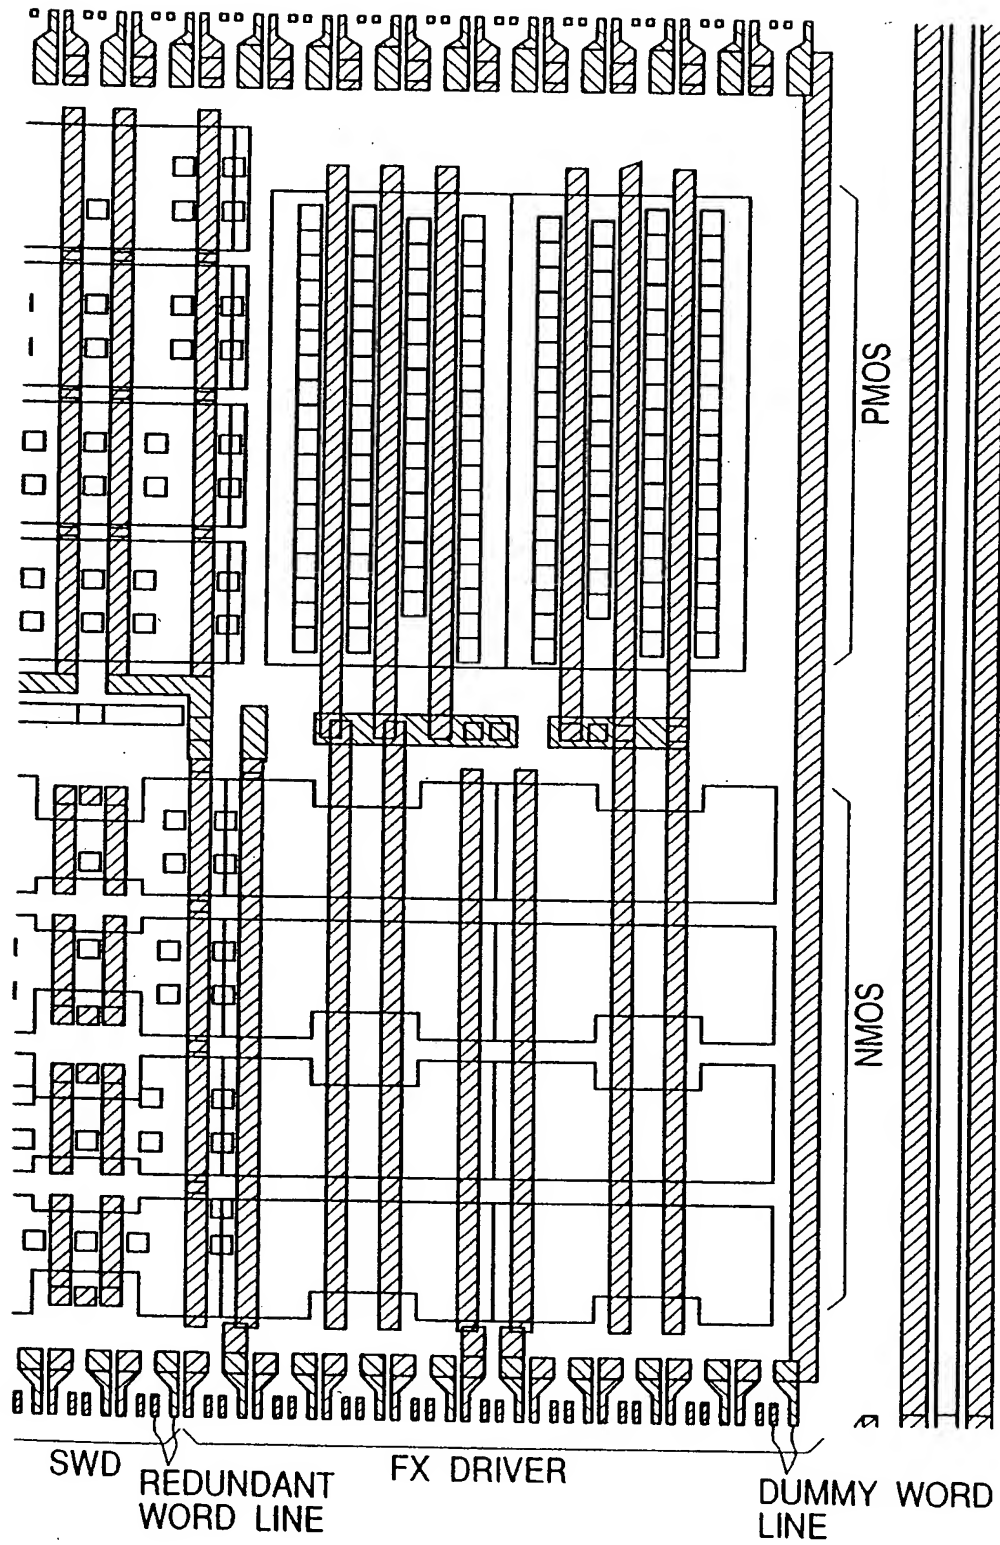 PMOS
NMOS
SWD
REDUNDANT
WORD LINE
FX DRIVER
DUMMY WORD
LINE